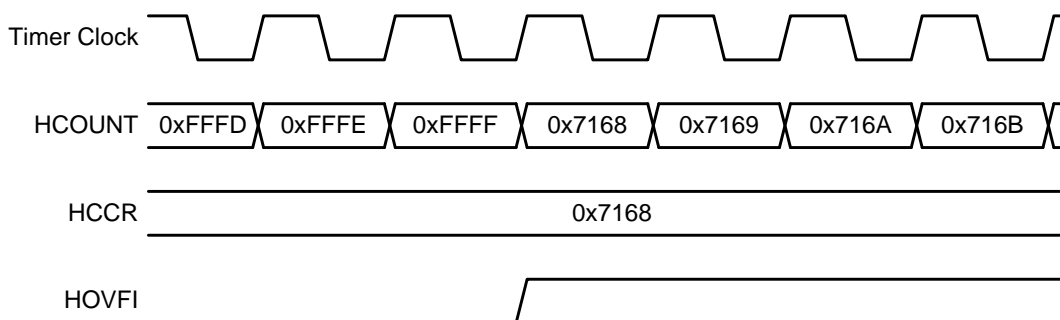 Timer Clock
HCOUNT 0xFFFD 0xFFFE 0xFFFF 0x7168 0x7169 0x716A 0x716B
HCCR 0x7168
HOVFI